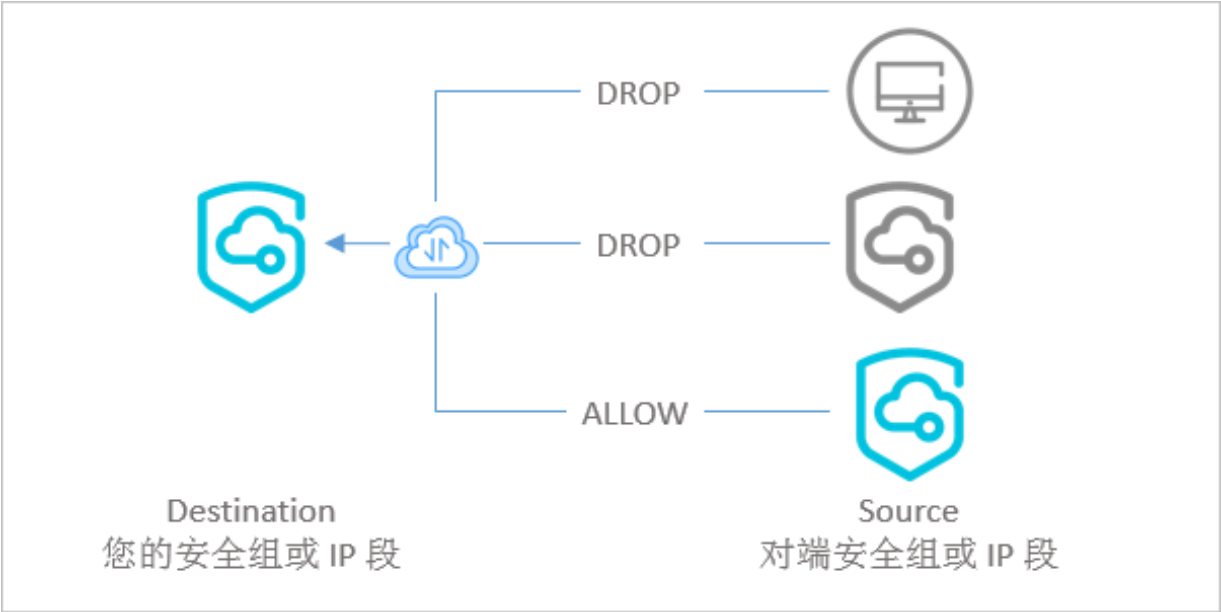 DROP
DROP
ALLOW
Destination
您的安全组或 IP 段
Source
对端安全组或 IP 段